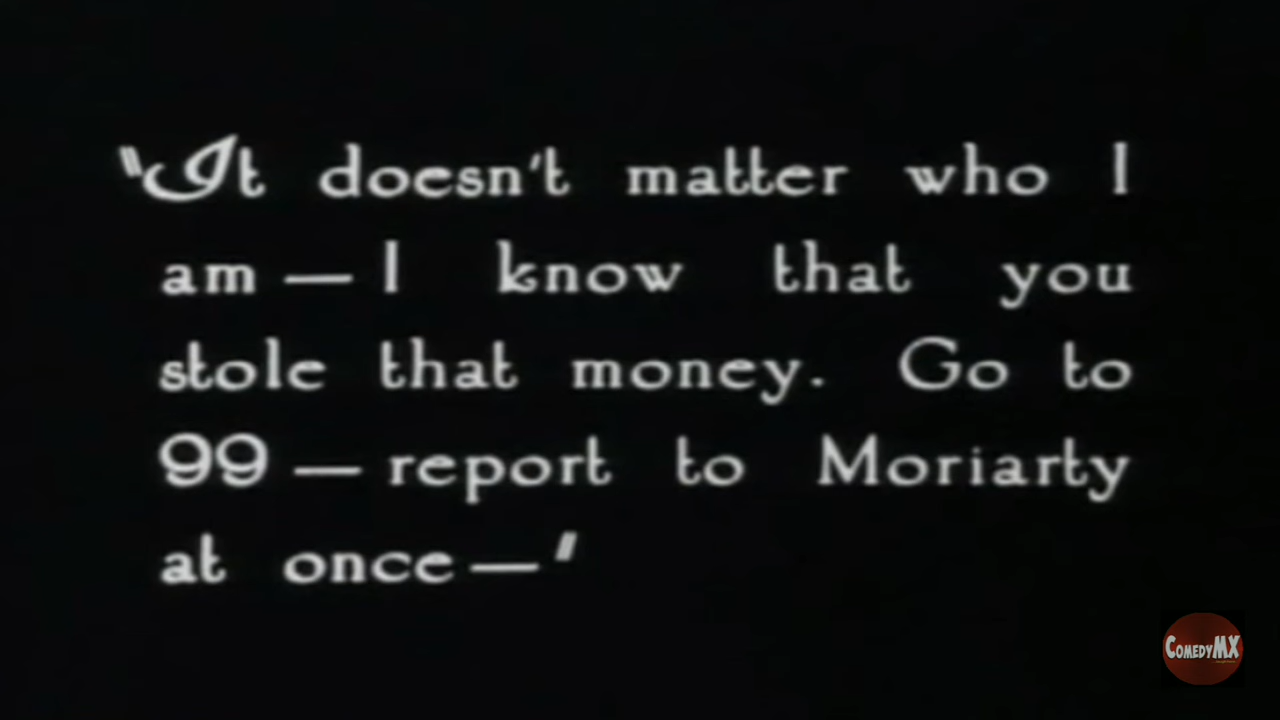 "It doesn't matter who I
am — I know that you
stole that money. Go to
99 — report to Moriarty
at once — "
COMEDYMX